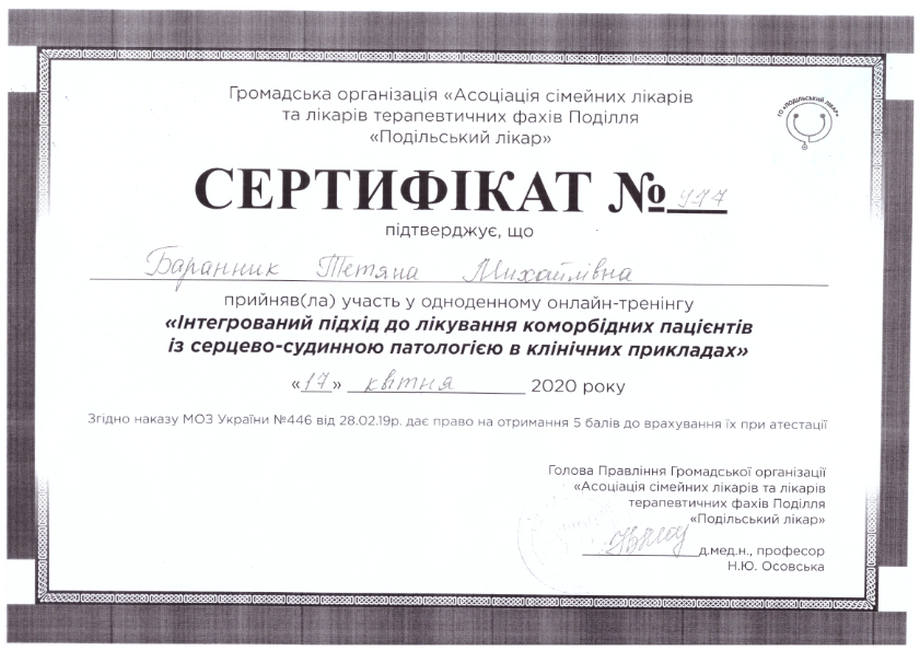 Громадська організація «Асоціація сімейних лікарів
та лікарів терапевтичних фахів Поділля
«Подільський лікар»
ГО «ПОДІЛЬСЬКИЙ ЛІКАР»
СЕРТИФІКАТ №977
підтверджує, що
Баранник Тетяна Михайлівна
прийняв(ла) участь у одноденному онлайн-тренінгу
«Інтегрований підхід до лікування коморбідних пацієнтів
із серцево-судинною патологією в клінічних прикладах»
«17» квітня 2020 року
Згідно наказу МОЗ України №446 від 28.02.19р. дає право на отримання 5 балів до врахування їх при атестації
Голова Правління Громадської організації
«Асоціація сімейних лікарів та лікарів
терапевтичних фахів Поділля
«Подільський лікар»
д.мед.н., професор
Н.Ю. Осовська